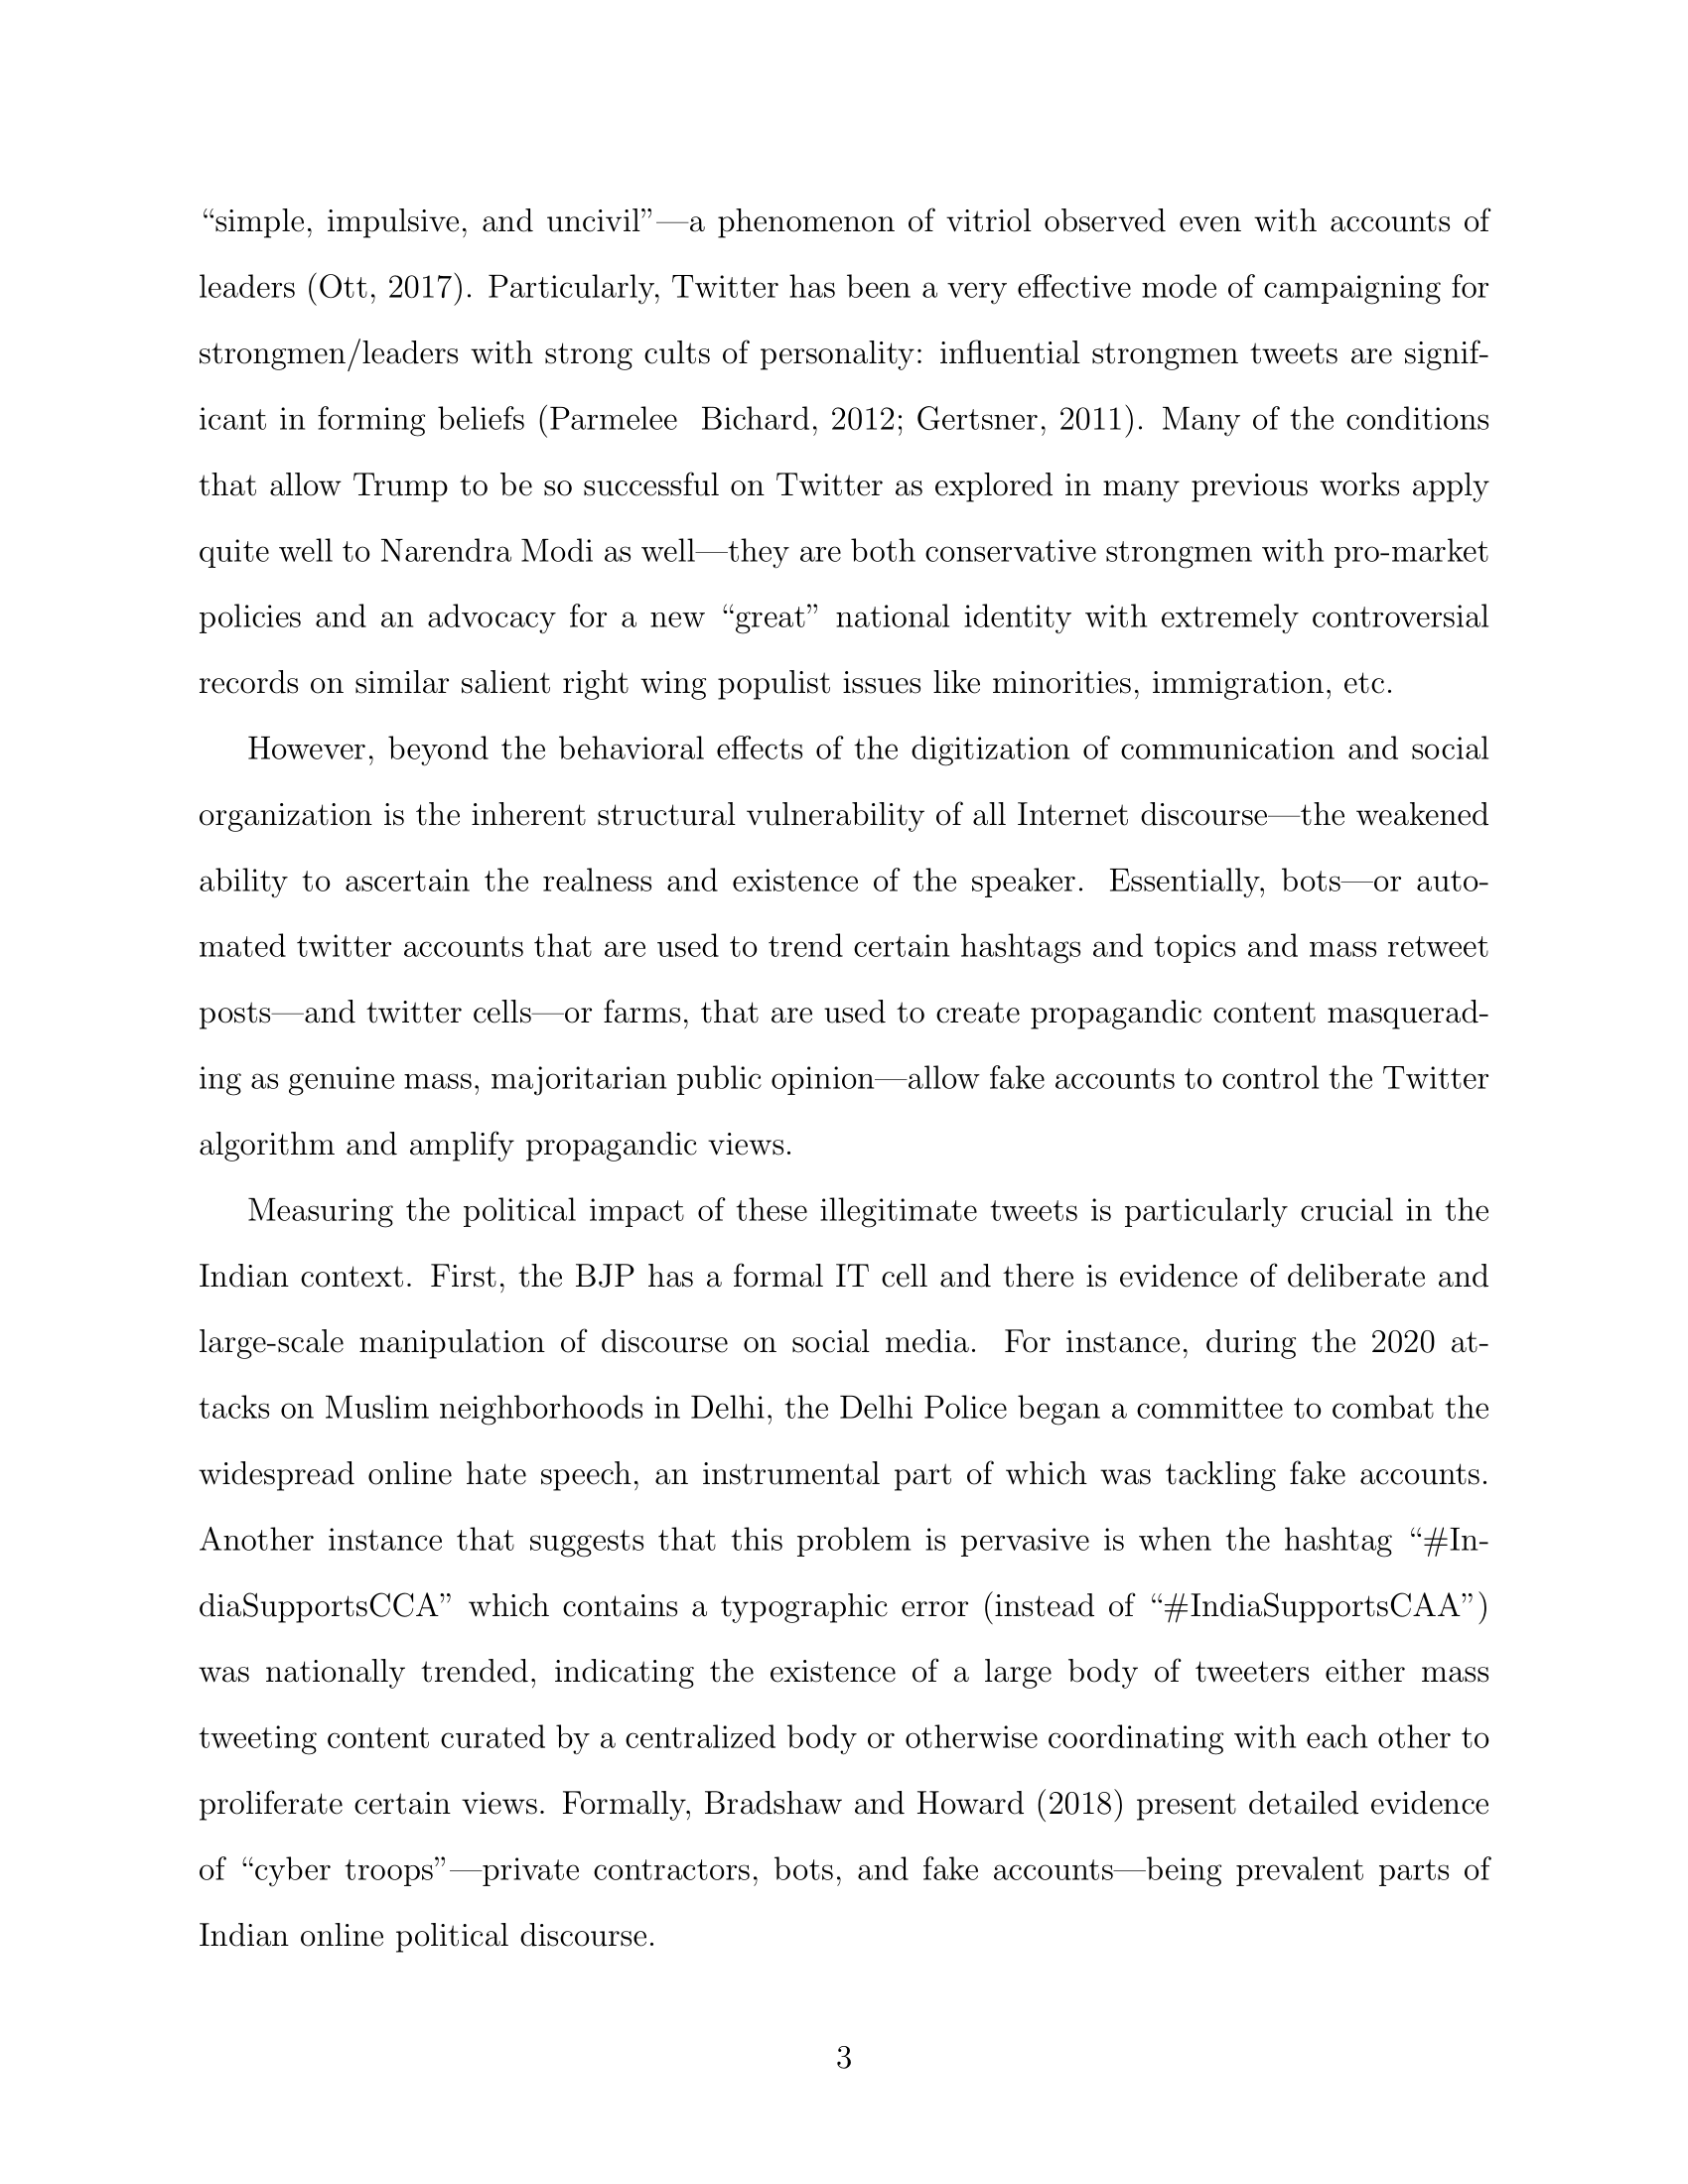 “simple, impulsive, and uncivil”—a phenomenon of vitriol observed even with accounts of
leaders (Ott, 2017). Particularly, Twitter has been a very effective mode of campaigning for
strongmen/leaders with strong cults of personality: influential strongmen tweets are signif-
icant in forming beliefs (Parmelee  Bichard, 2012; Gertsner, 2011). Many of the conditions
that allow Trump to be so successful on Twitter as explored in many previous works apply
quite well to Narendra Modi as well—they are both conservative strongmen with pro-market
policies and an advocacy for a new “great” national identity with extremely controversial
records on similar salient right wing populist issues like minorities, immigration, etc.
However, beyond the behavioral effects of the digitization of communication and social
organization is the inherent structural vulnerability of all Internet discourse—the weakened
ability to ascertain the realness and existence of the speaker. Essentially, bots—or auto-
mated twitter accounts that are used to trend certain hashtags and topics and mass retweet
posts—and twitter cells—or farms, that are used to create propagandic content masquerad-
ing as genuine mass, majoritarian public opinion—allow fake accounts to control the Twitter
algorithm and amplify propagandic views.
Measuring the political impact of these illegitimate tweets is particularly crucial in the
Indian context. First, the BJP has a formal IT cell and there is evidence of deliberate and
large-scale manipulation of discourse on social media. For instance, during the 2020 at-
tacks on Muslim neighborhoods in Delhi, the Delhi Police began a committee to combat the
widespread online hate speech, an instrumental part of which was tackling fake accounts.
Another instance that suggests that this problem is pervasive is when the hashtag “#In-
diaSupportsCCA” which contains a typographic error (instead of “#IndiaSupportsCAA”)
was nationally trended, indicating the existence of a large body of tweeters either mass
tweeting content curated by a centralized body or otherwise coordinating with each other to
proliferate certain views. Formally, Bradshaw and Howard (2018) present detailed evidence
of “cyber troops”—private contractors, bots, and fake accounts—being prevalent parts of
Indian online political discourse.
3